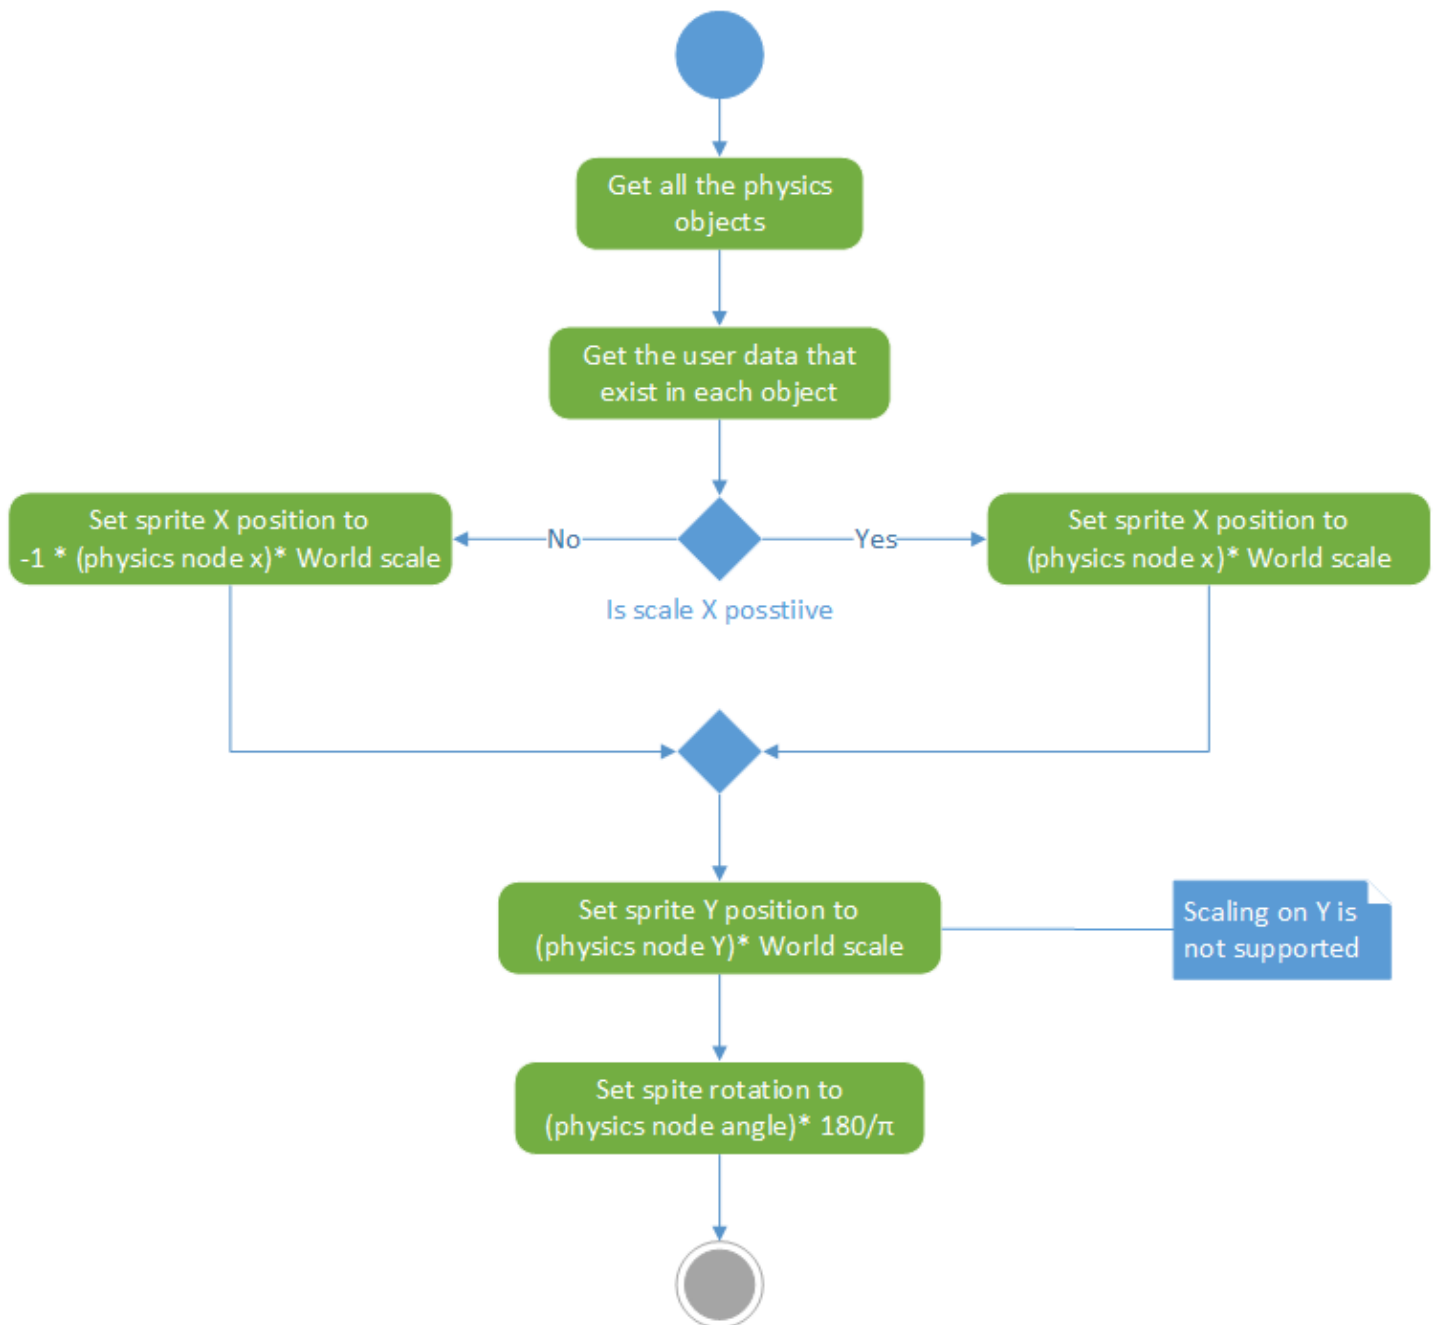 Get all the physics
objects
Get the user data that
exist in each object
Set sprite X position to
-1 * (physics node x)* World scale
No
Yes
Set sprite X position to
(physics node x)* World scale
Is scale X posstiive
Set sprite Y position to
(physics node Y)* World scale
Scaling on Y is
not supported
Set spite rotation to
(physics node angle)* 180/π